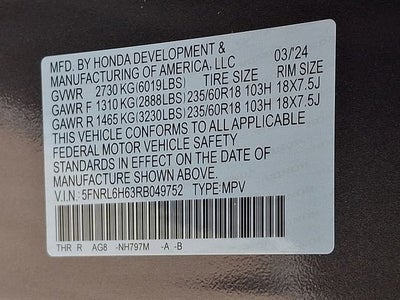 MFD. BY HONDA DEVELOPMENT & 03/'24
MANUFACTURING OF AMERICA, LLC
GVWR 2730 KG(6019LBS) TIRE SIZE RIM SIZE
GAWR F 1310 KG(2888LBS) 235/60R18 103H 18X7.5J
GAWR R 1465 KG(3230LBS) 235/60R18 103H 18X7.5J
THIS VEHICLE CONFORMS TO ALL APPLICABLE
FEDERAL MOTOR VEHICLE SAFETY
STANDARDS IN EFFECT ON THE DATE OF
MANUFACTURE SHOWN ABOVE.
V.I.N.: 5FNRL6H63RB049752 TYPE:MPV
THR R AG8 -NH797M -A -B